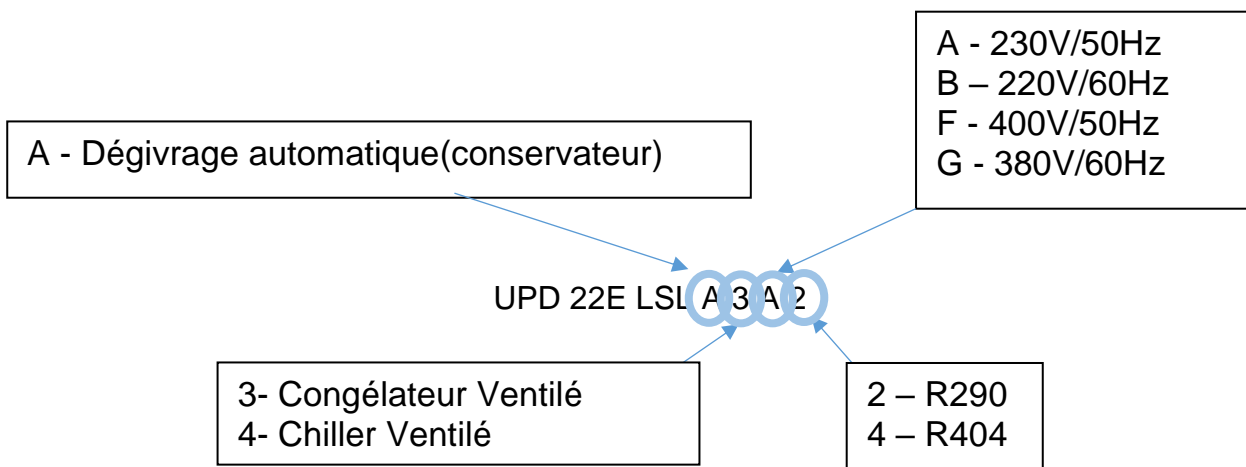 A - 230V/50Hz
B – 220V/60Hz
F - 400V/50Hz
G - 380V/60Hz
A - Dégivrage automatique(conservateur)
UPD 22E LSL A 3 A 2
3- Congélateur Ventilé
4- Chiller Ventilé
2 – R290
4 – R404